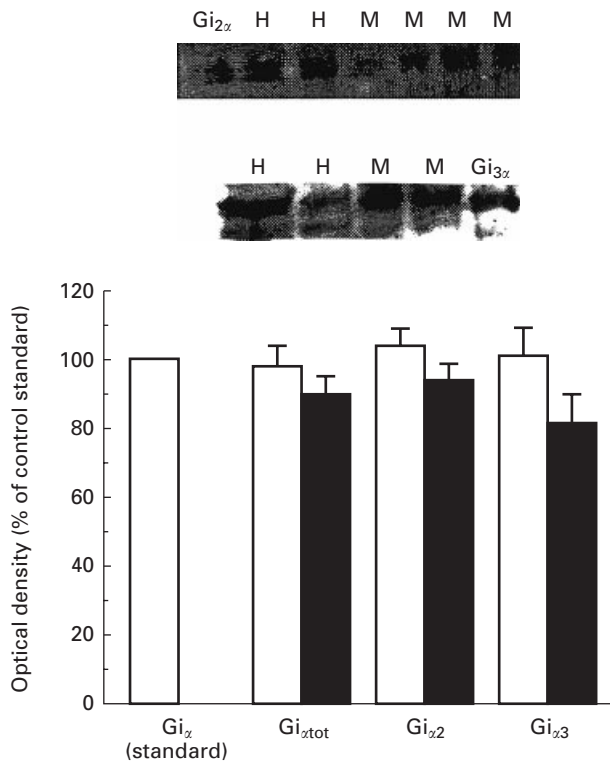 Gi2α H H M M M M
H H M M Gi3α
120
100
80
60
40
20
0
Optical density (% of control standard)
Giα
(standard)
Giαtot
Giα2
Giα3